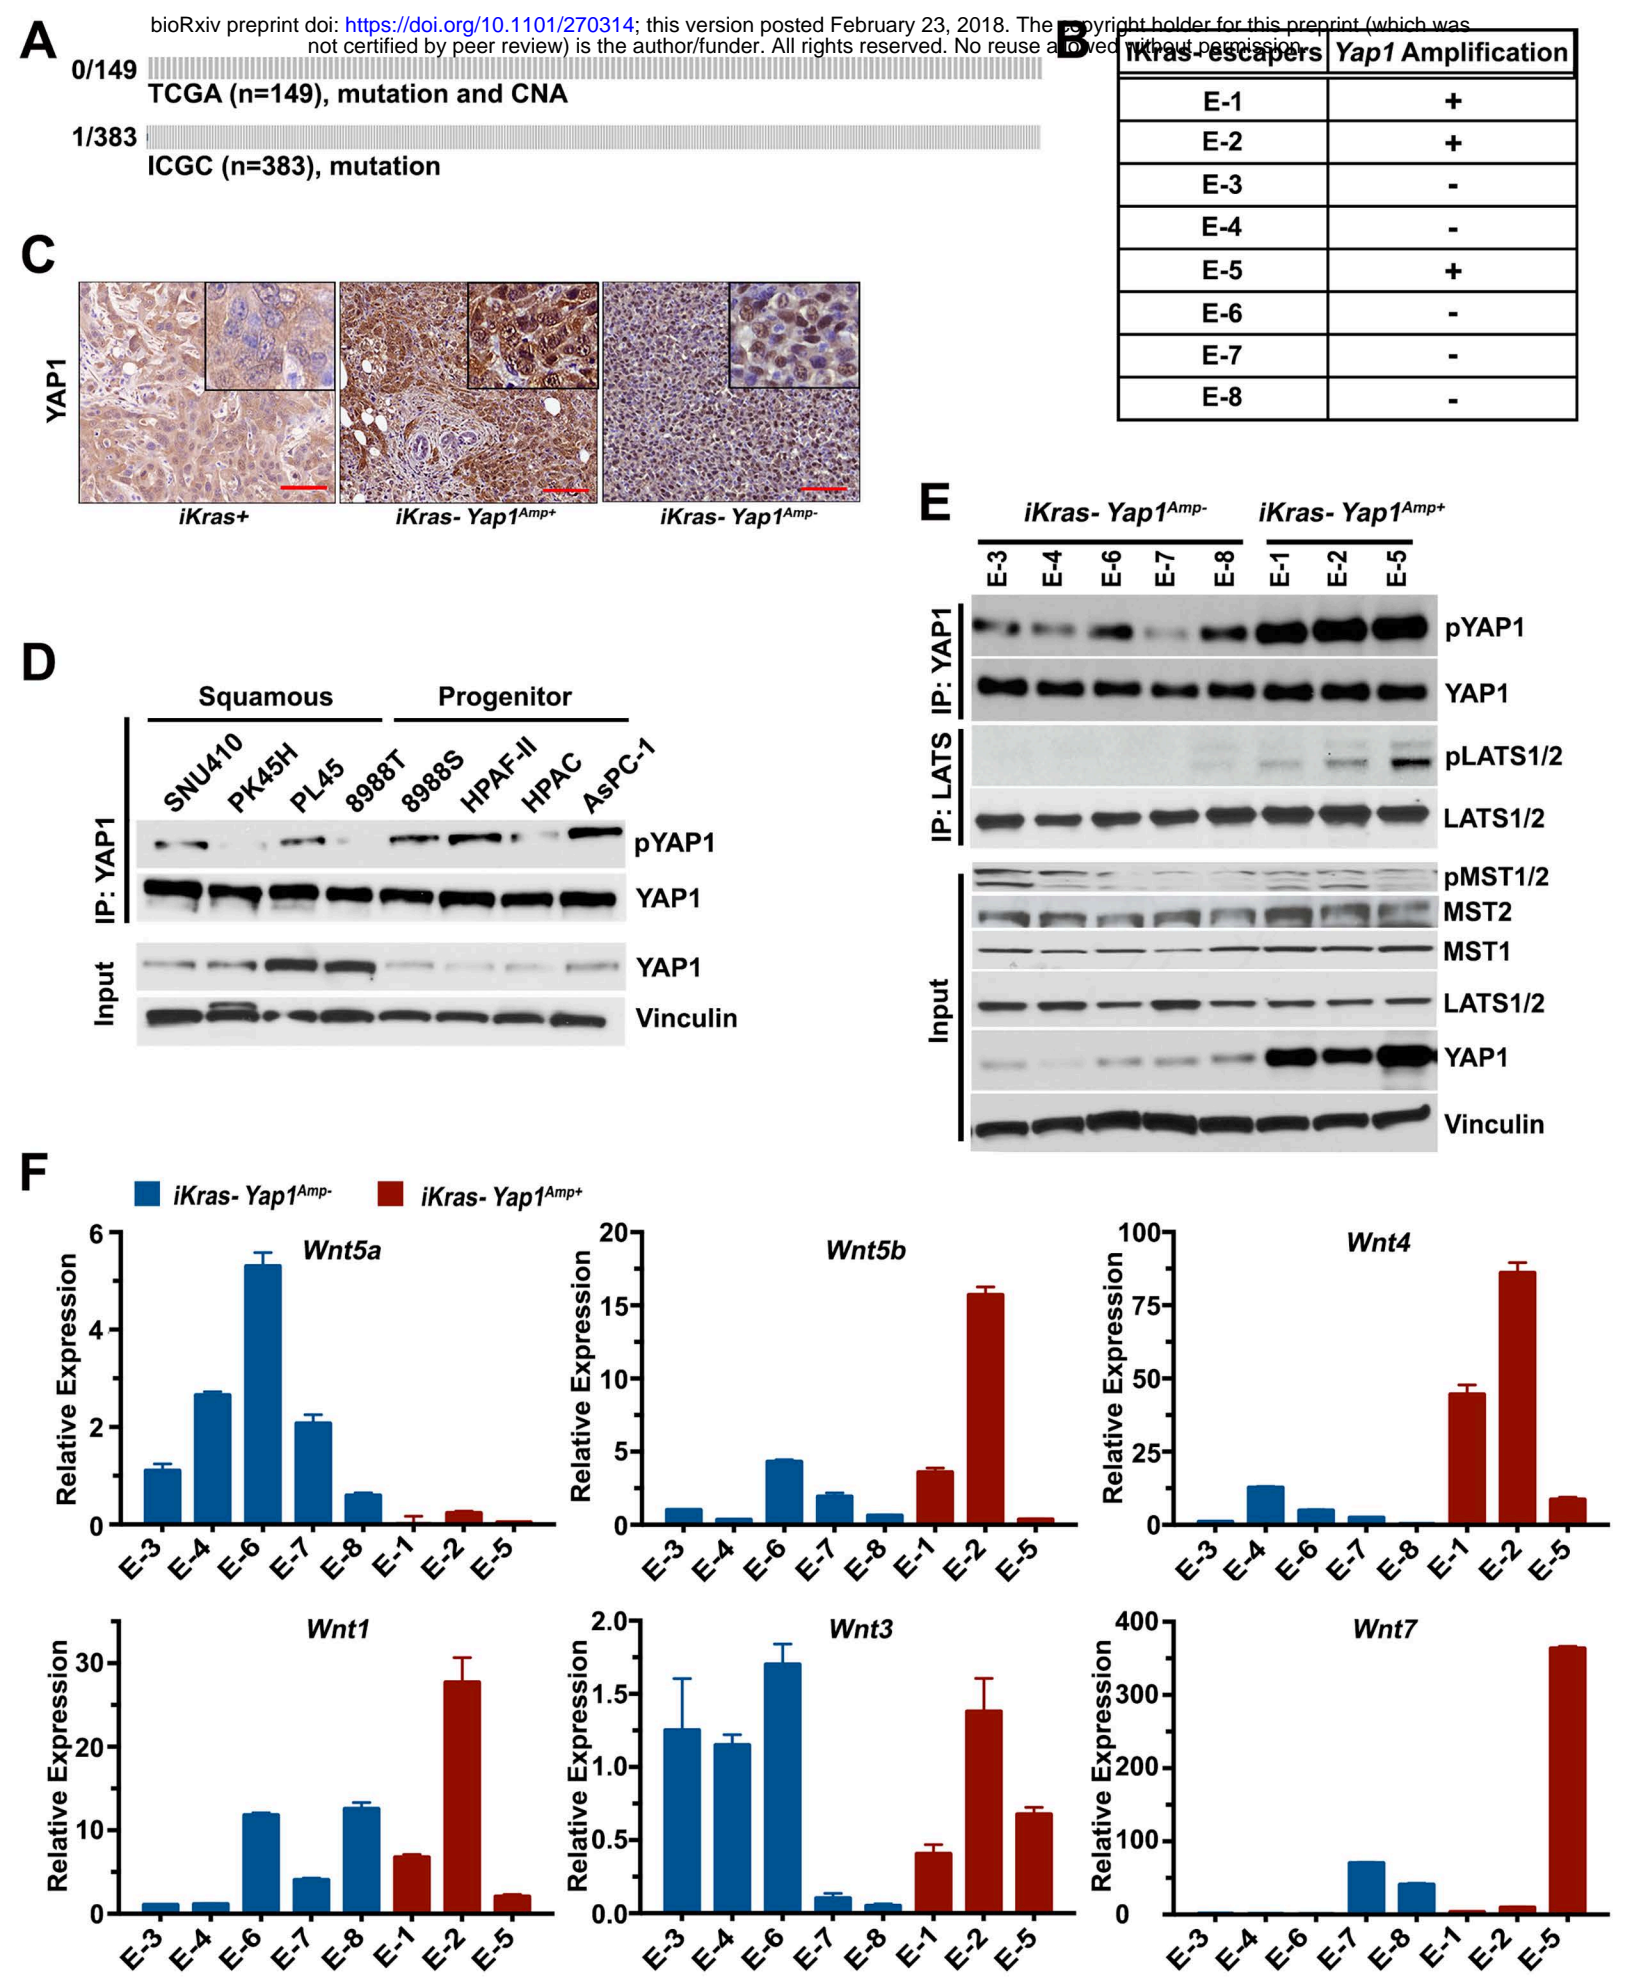 bioRxiv preprint doi: https://doi.org/10.1101/270314; this version posted February 23, 2018. The copyright holder for this preprint (which was
not certified by peer review) is the author/funder. All rights reserved. No reuse allowed without permission.
A
0/149
TCGA (n=149), mutation and CNA
1/383
ICGC (n=383), mutation
B
iKras- escapers Yap1 Amplification
E-1 +
E-2 +
E-3 -
E-4 -
E-5 +
E-6 -
E-7 -
E-8 -
C
YAP1
iKras+ iKras- Yap1Amp+ iKras- Yap1Amp-
D
Squamous Progenitor
SNU410 PK45H PL45 8988T 8988S HPAF-II HPAC AsPC-1
IP: YAP1
pYAP1
YAP1
Input
YAP1
Vinculin
E
iKras- Yap1Amp- iKras- Yap1Amp+
E-3 E-4 E-6 E-7 E-8 E-1 E-2 E-5
IP: YAP1
pYAP1
YAP1
IP: LATS
pLATS1/2
LATS1/2
Input
pMST1/2
MST2
MST1
LATS1/2
YAP1
Vinculin
F
iKras- Yap1Amp- iKras- Yap1Amp+
Wnt5a
Relative Expression
6
4
2
0
E-3 E-4 E-6 E-7 E-8 E-1 E-2 E-5
Wnt5b
Relative Expression
20
15
10
5
0
E-3 E-4 E-6 E-7 E-8 E-1 E-2 E-5
Wnt4
Relative Expression
100
75
50
25
0
E-3 E-4 E-6 E-7 E-8 E-1 E-2 E-5
Wnt1
Relative Expression
30
20
10
0
E-3 E-4 E-6 E-7 E-8 E-1 E-2 E-5
Wnt3
Relative Expression
2.0
1.5
1.0
0.5
0.0
E-3 E-4 E-6 E-7 E-8 E-1 E-2 E-5
Wnt7
Relative Expression
400
300
200
100
0
E-3 E-4 E-6 E-7 E-8 E-1 E-2 E-5